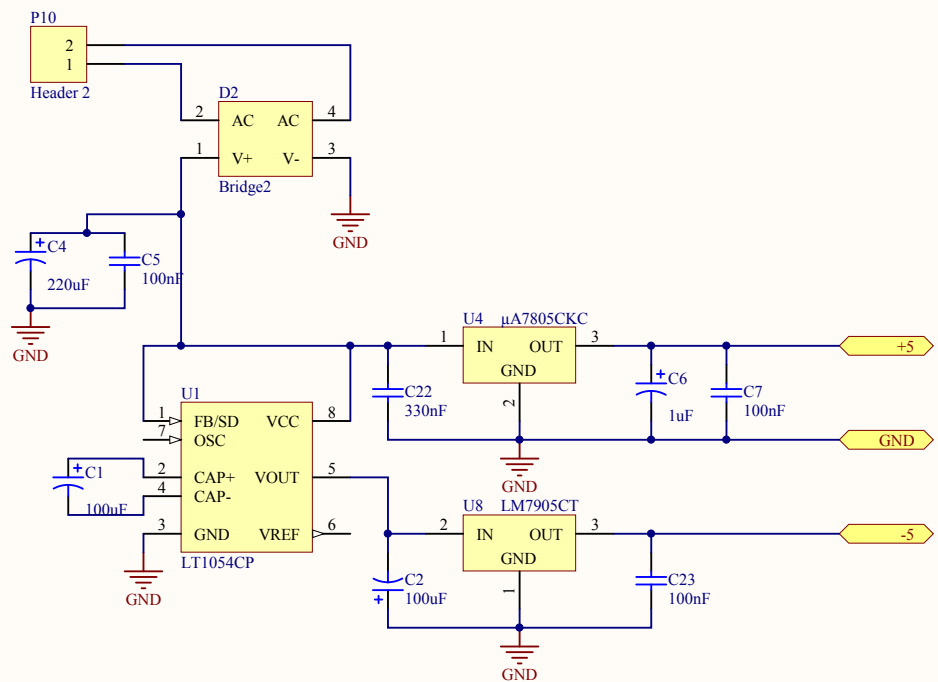 P10
2
1
Header 2
D2
2 AC AC 4
1 V+ V- 3
Bridge2
GND
+ C4
220uF
C5
100nF
GND
U4 µA7805CKC
1 IN OUT 3
GND
2
C22
330nF
+ C6
1uF
C7
100nF
+5
GND
GND
U1
1 FB/SD VCC 8
7 OSC
2 CAP+ VOUT 5
4 CAP-
3 GND VREF 6
LT1054CP
+ C1
100uF
GND
U8 LM7905CT
2 IN OUT 3
GND
1
C2
100uF
+
C23
100nF
-5
GND